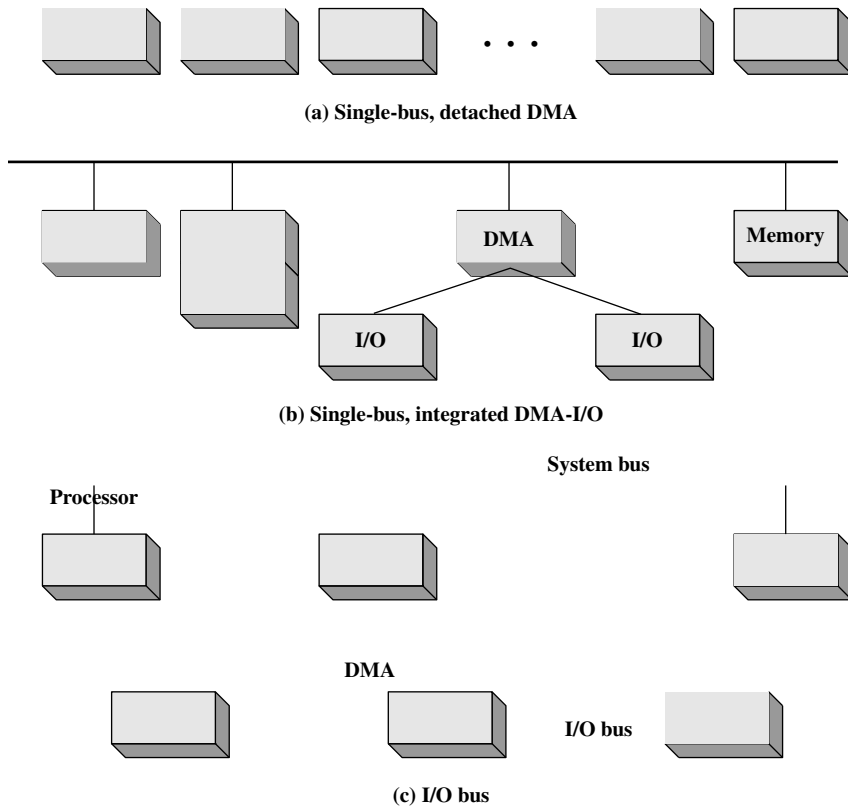 . . .
(a) Single-bus, detached DMA
DMA
Memory
I/O
I/O
(b) Single-bus, integrated DMA-I/O
System bus
Processor
DMA
I/O bus
(c) I/O bus